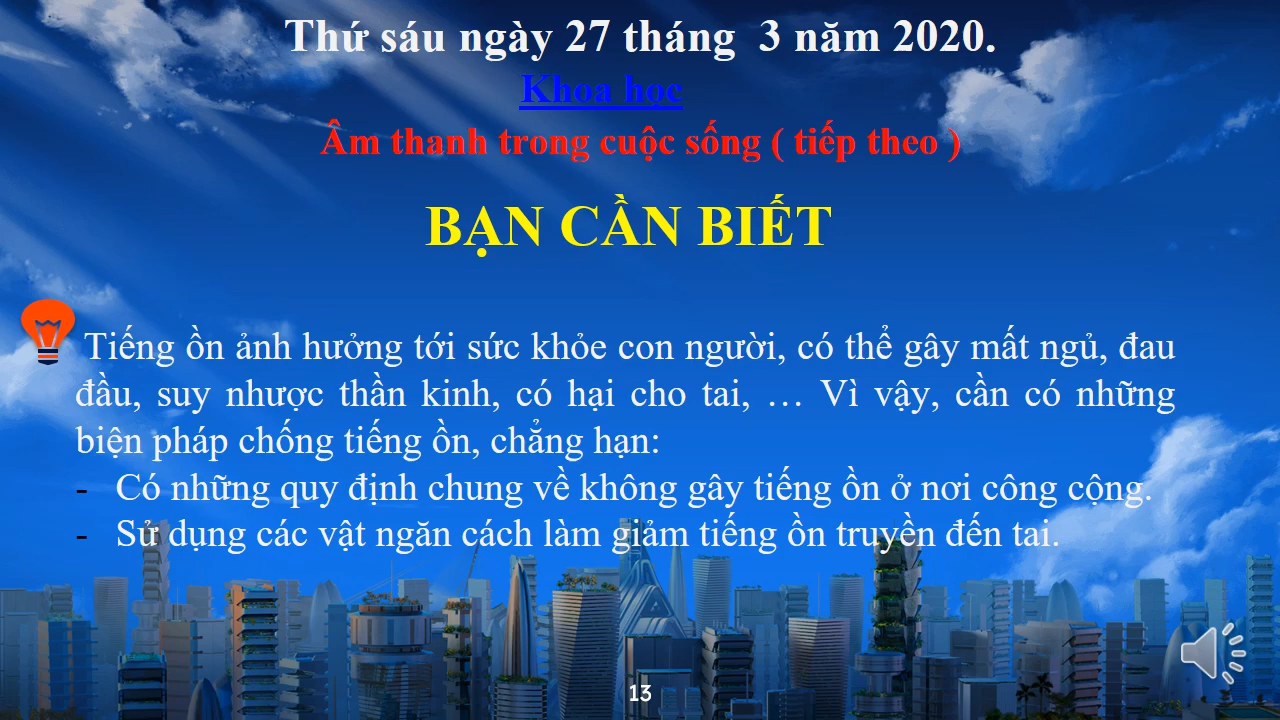 Thứ sáu ngày 27 tháng 3 năm 2020.
Khoa học
Âm thanh trong cuộc sống ( tiếp theo )
BẠN CẦN BIẾT
Tiếng ồn ảnh hưởng tới sức khỏe con người, có thể gây mất ngủ, đau
đầu, suy nhược thần kinh, có hại cho tai, … Vì vậy, cần có những
biện pháp chống tiếng ồn, chẳng hạn:
- Có những quy định chung về không gây tiếng ồn ở nơi công cộng.
- Sử dụng các vật ngăn cách làm giảm tiếng ồn truyền đến tai.
13